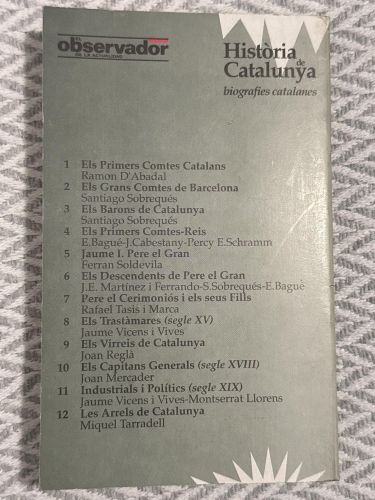 EL
observador
DE LA ACTUALIDAD
Història
de
Catalunya
biografies catalanes
1 Els Primers Comtes Catalans
Ramon D'Abadal
2 Els Grans Comtes de Barcelona
Santiago Sobrequés
3 Els Barons de Catalunya
Santiago Sobrequés
4 Els Primers Comtes-Reis
E.Bagué-J.Cabestany-Percy E.Schramm
5 Jaume I. Pere el Gran
Ferran Soldevila
6 Els Descendents de Pere el Gran
J.E. Martínez i Ferrando-S.Sobrequés-E.Bagué
7 Pere el Cerimoniós i els seus Fills
Rafael Tasis i Marca
8 Els Trastàmares (segle XV)
Jaume Vicens i Vives
9 Els Virreis de Catalunya
Joan Reglà
10 Els Capitans Generals (segle XVIII)
Joan Mercader
11 Industrials i Polítics (segle XIX)
Jaume Vicens i Vives-Montserrat Llorens
12 Les Arrels de Catalunya
Miquel Tarradell